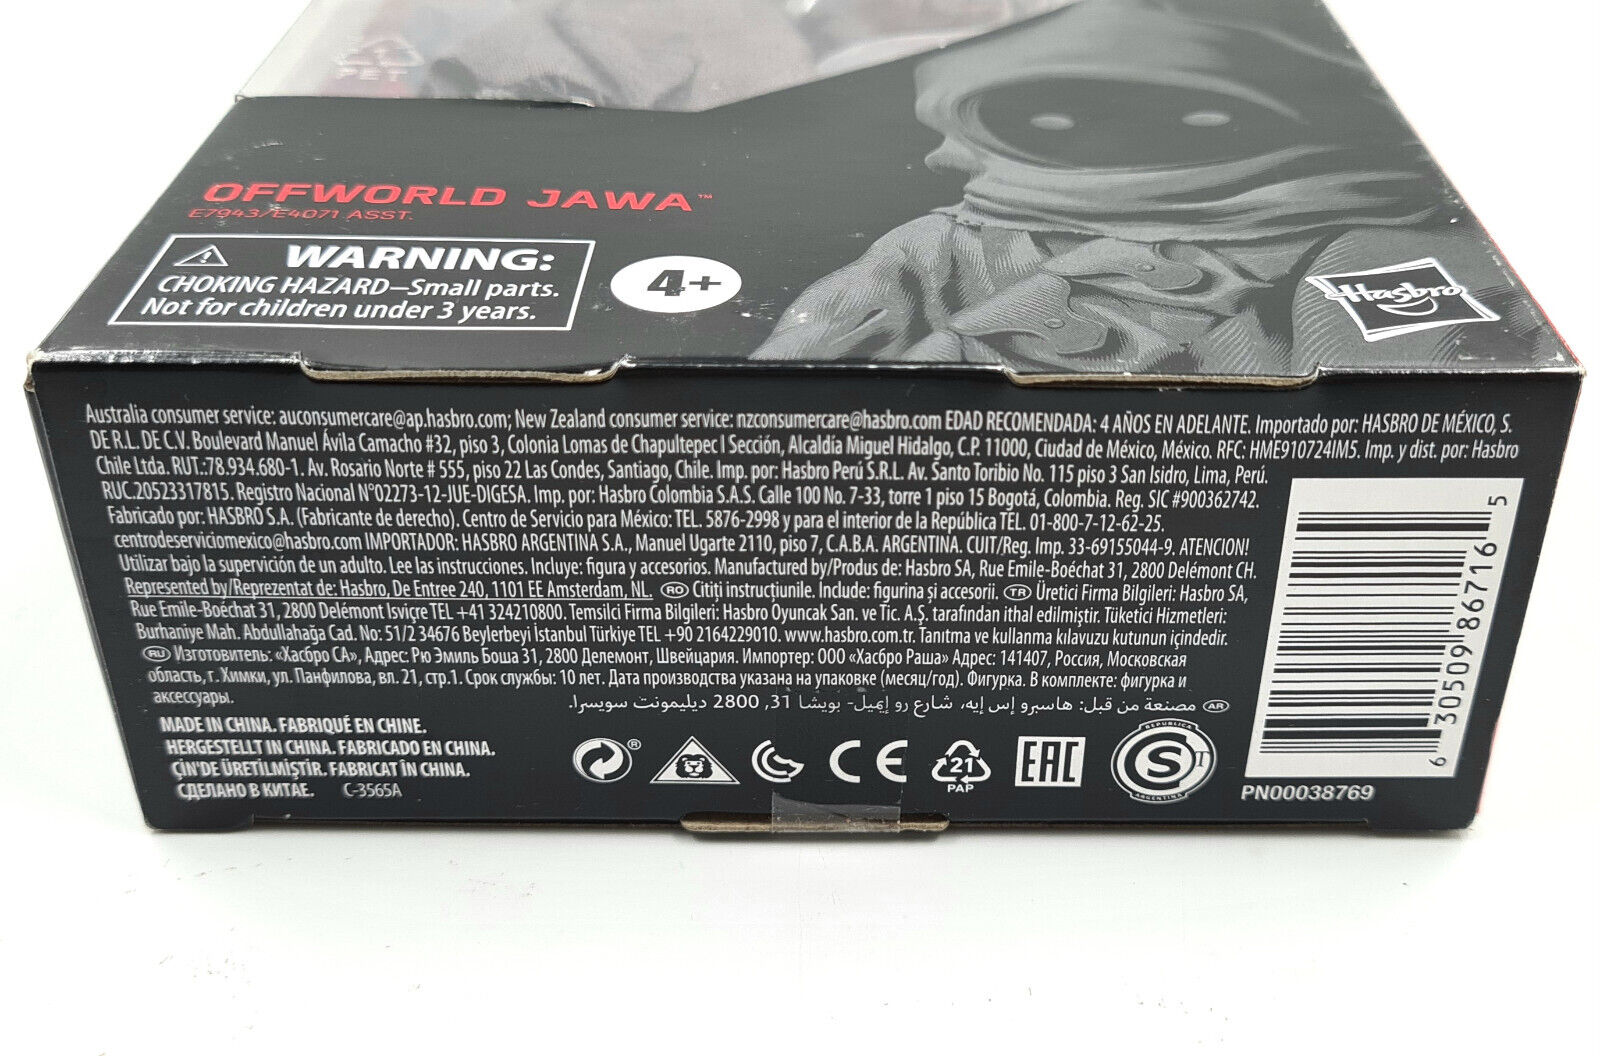 PET
OFFWORLD JAWA™
E7943/E4071 ASST.
WARNING:
CHOKING HAZARD—Small parts.
Not for children under 3 years.
4+
Hasbro
Australia consumer service: auconsumercare@ap.hasbro.com; New Zealand consumer service: nzconsumercare@hasbro.com EDAD RECOMENDADA: 4 AÑOS EN ADELANTE. Importado por: HASBRO DE MÉXICO, S.
DE R.L. DE C.V. Boulevard Manuel Ávila Camacho #32, piso 3, Colonia Lomas de Chapultepec I Sección, Alcaldía Miguel Hidalgo, C.P. 11000, Ciudad de México, México. RFC: HME910724IM5. Imp. y dist. por: Hasbro
Chile Ltda. RUT.:78.934.680-1. Av. Rosario Norte # 555, piso 22 Las Condes, Santiago, Chile. Imp. por: Hasbro Perú S.R.L. Av. Santo Toribio No. 115 piso 3 San Isidro, Lima, Perú.
RUC.20523317815. Registro Nacional N°02273-12-JUE-DIGESA. Imp. por: Hasbro Colombia S.A.S. Calle 100 No. 7-33, torre 1 piso 15 Bogotá, Colombia. Reg. SIC #900362742.
Fabricado por: HASBRO S.A. (Fabricante de derecho). Centro de Servicio para México: TEL. 5876-2998 y para el interior de la República TEL. 01-800-7-12-62-25.
centrodeserviciomexico@hasbro.com IMPORTADOR: HASBRO ARGENTINA S.A., Manuel Ugarte 2110, piso 7, C.A.B.A. ARGENTINA. CUIT/Reg. Imp. 33-69155044-9. ATENCION!
Utilizar bajo la supervición de un adulto. Lee las instrucciones. Incluye: figura y accesorios. Manufactured by/Produs de: Hasbro SA, Rue Emile-Boéchat 31, 2800 Delémont CH.
Represented by/Reprezentat de: Hasbro, De Entree 240, 1101 EE Amsterdam, NL. RO Citiți instrucțiunile. Include: figurina și accesorii. TR Üretici Firma Bilgileri: Hasbro SA,
Rue Emile-Boéchat 31, 2800 Delémont İsviçre TEL +41 324210800. Temsilci Firma Bilgileri: Hasbro Oyuncak San. ve Tic. A.Ş. tarafından ithal edilmiştir. Tüketici Hizmetleri:
Burhaniye Mah. Abdullahağa Cad. No: 51/2 34676 Beylerbeyi İstanbul Türkiye TEL +90 2164229010. www.hasbro.com.tr. Tanıtma ve kullanma kılavuzu kutunun içindedir.
RU Изготовитель: «Хасбро СА», Адрес: Рю Эмиль Боша 31, 2800 Делемонт, Швейцария. Импортер: ООО «Хасбро Раша» Адрес: 141407, Россия, Московская
область, г. Химки, ул. Панфилова, вл. 21, стр.1. Срок службы: 10 лет. Дата производства указана на упаковке (месяц/год). Фигурка. В комплекте: фигурка и
аксессуары.
AR مصنعة من قبل: هاسبرو إس إيه، شارع رو إيميل- بويشا 31, 2800 ديليمونت سويسرا.
MADE IN CHINA. FABRIQUÉ EN CHINE.
HERGESTELLT IN CHINA. FABRICADO EN CHINA.
ÇİN'DE ÜRETİLMİŞTİR. FABRICAT ÎN CHINA.
СДЕЛАНО В КИТАЕ. C-3565A
®
CE
21
PAP
EAC
REPUBLICA
S T
ARGENTINA
6 30509 86716 5
PN00038769